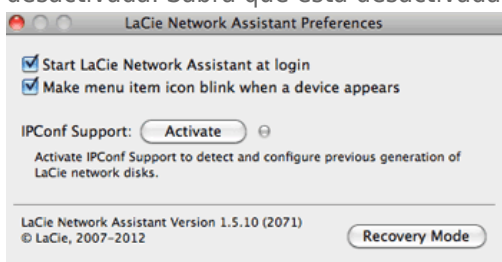 LaCie Network Assistant Preferences
Start LaCie Network Assistant at login
Make menu item icon blink when a device appears
IPConf Support: Activate
Activate IPConf Support to detect and configure previous generation of
LaCie network disks.
LaCie Network Assistant Version 1.5.10 (2071)
© LaCie, 2007-2012
Recovery Mode